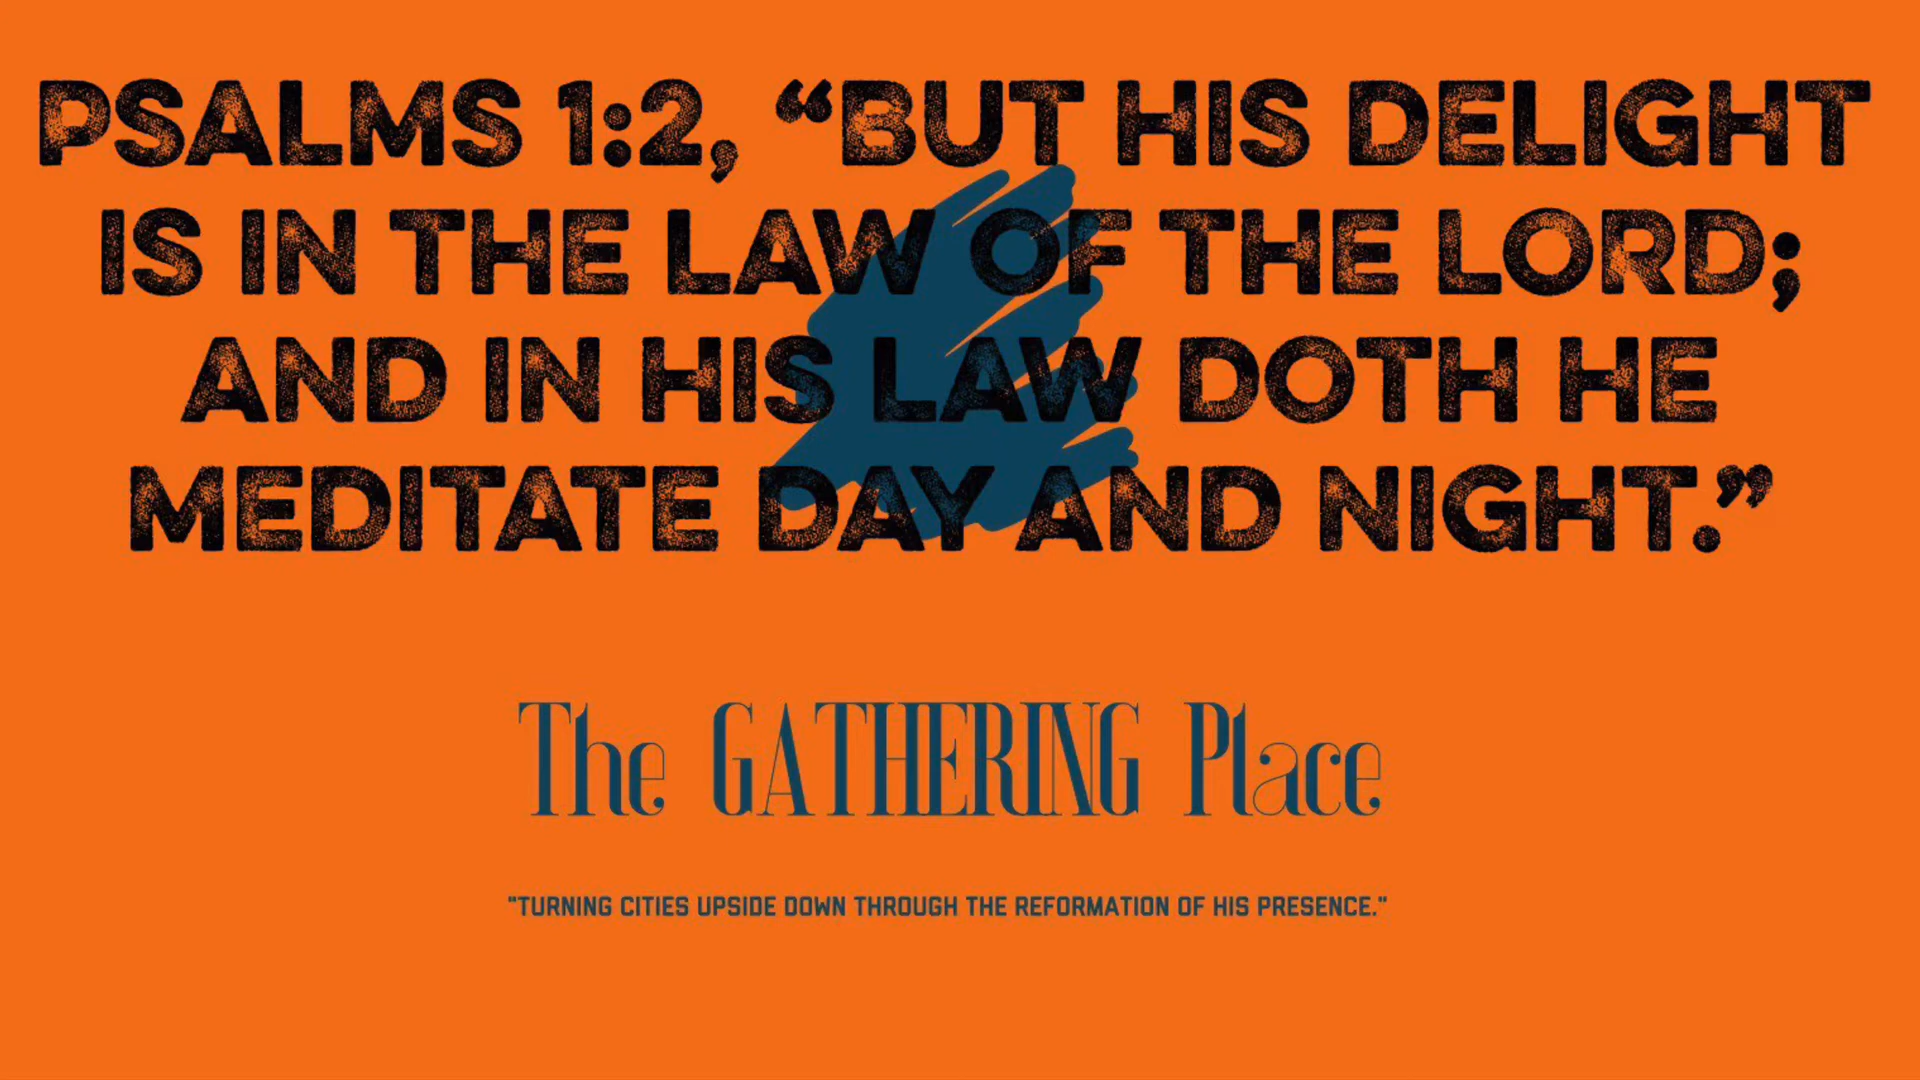 PSALMS 1:2, “BUT HIS DELIGHT
IS IN THE LAW OF THE LORD;
AND IN HIS LAW DOTH HE
MEDITATE DAY AND NIGHT.”
The GATHERING Place
"TURNING CITIES UPSIDE DOWN THROUGH THE REFORMATION OF HIS PRESENCE."